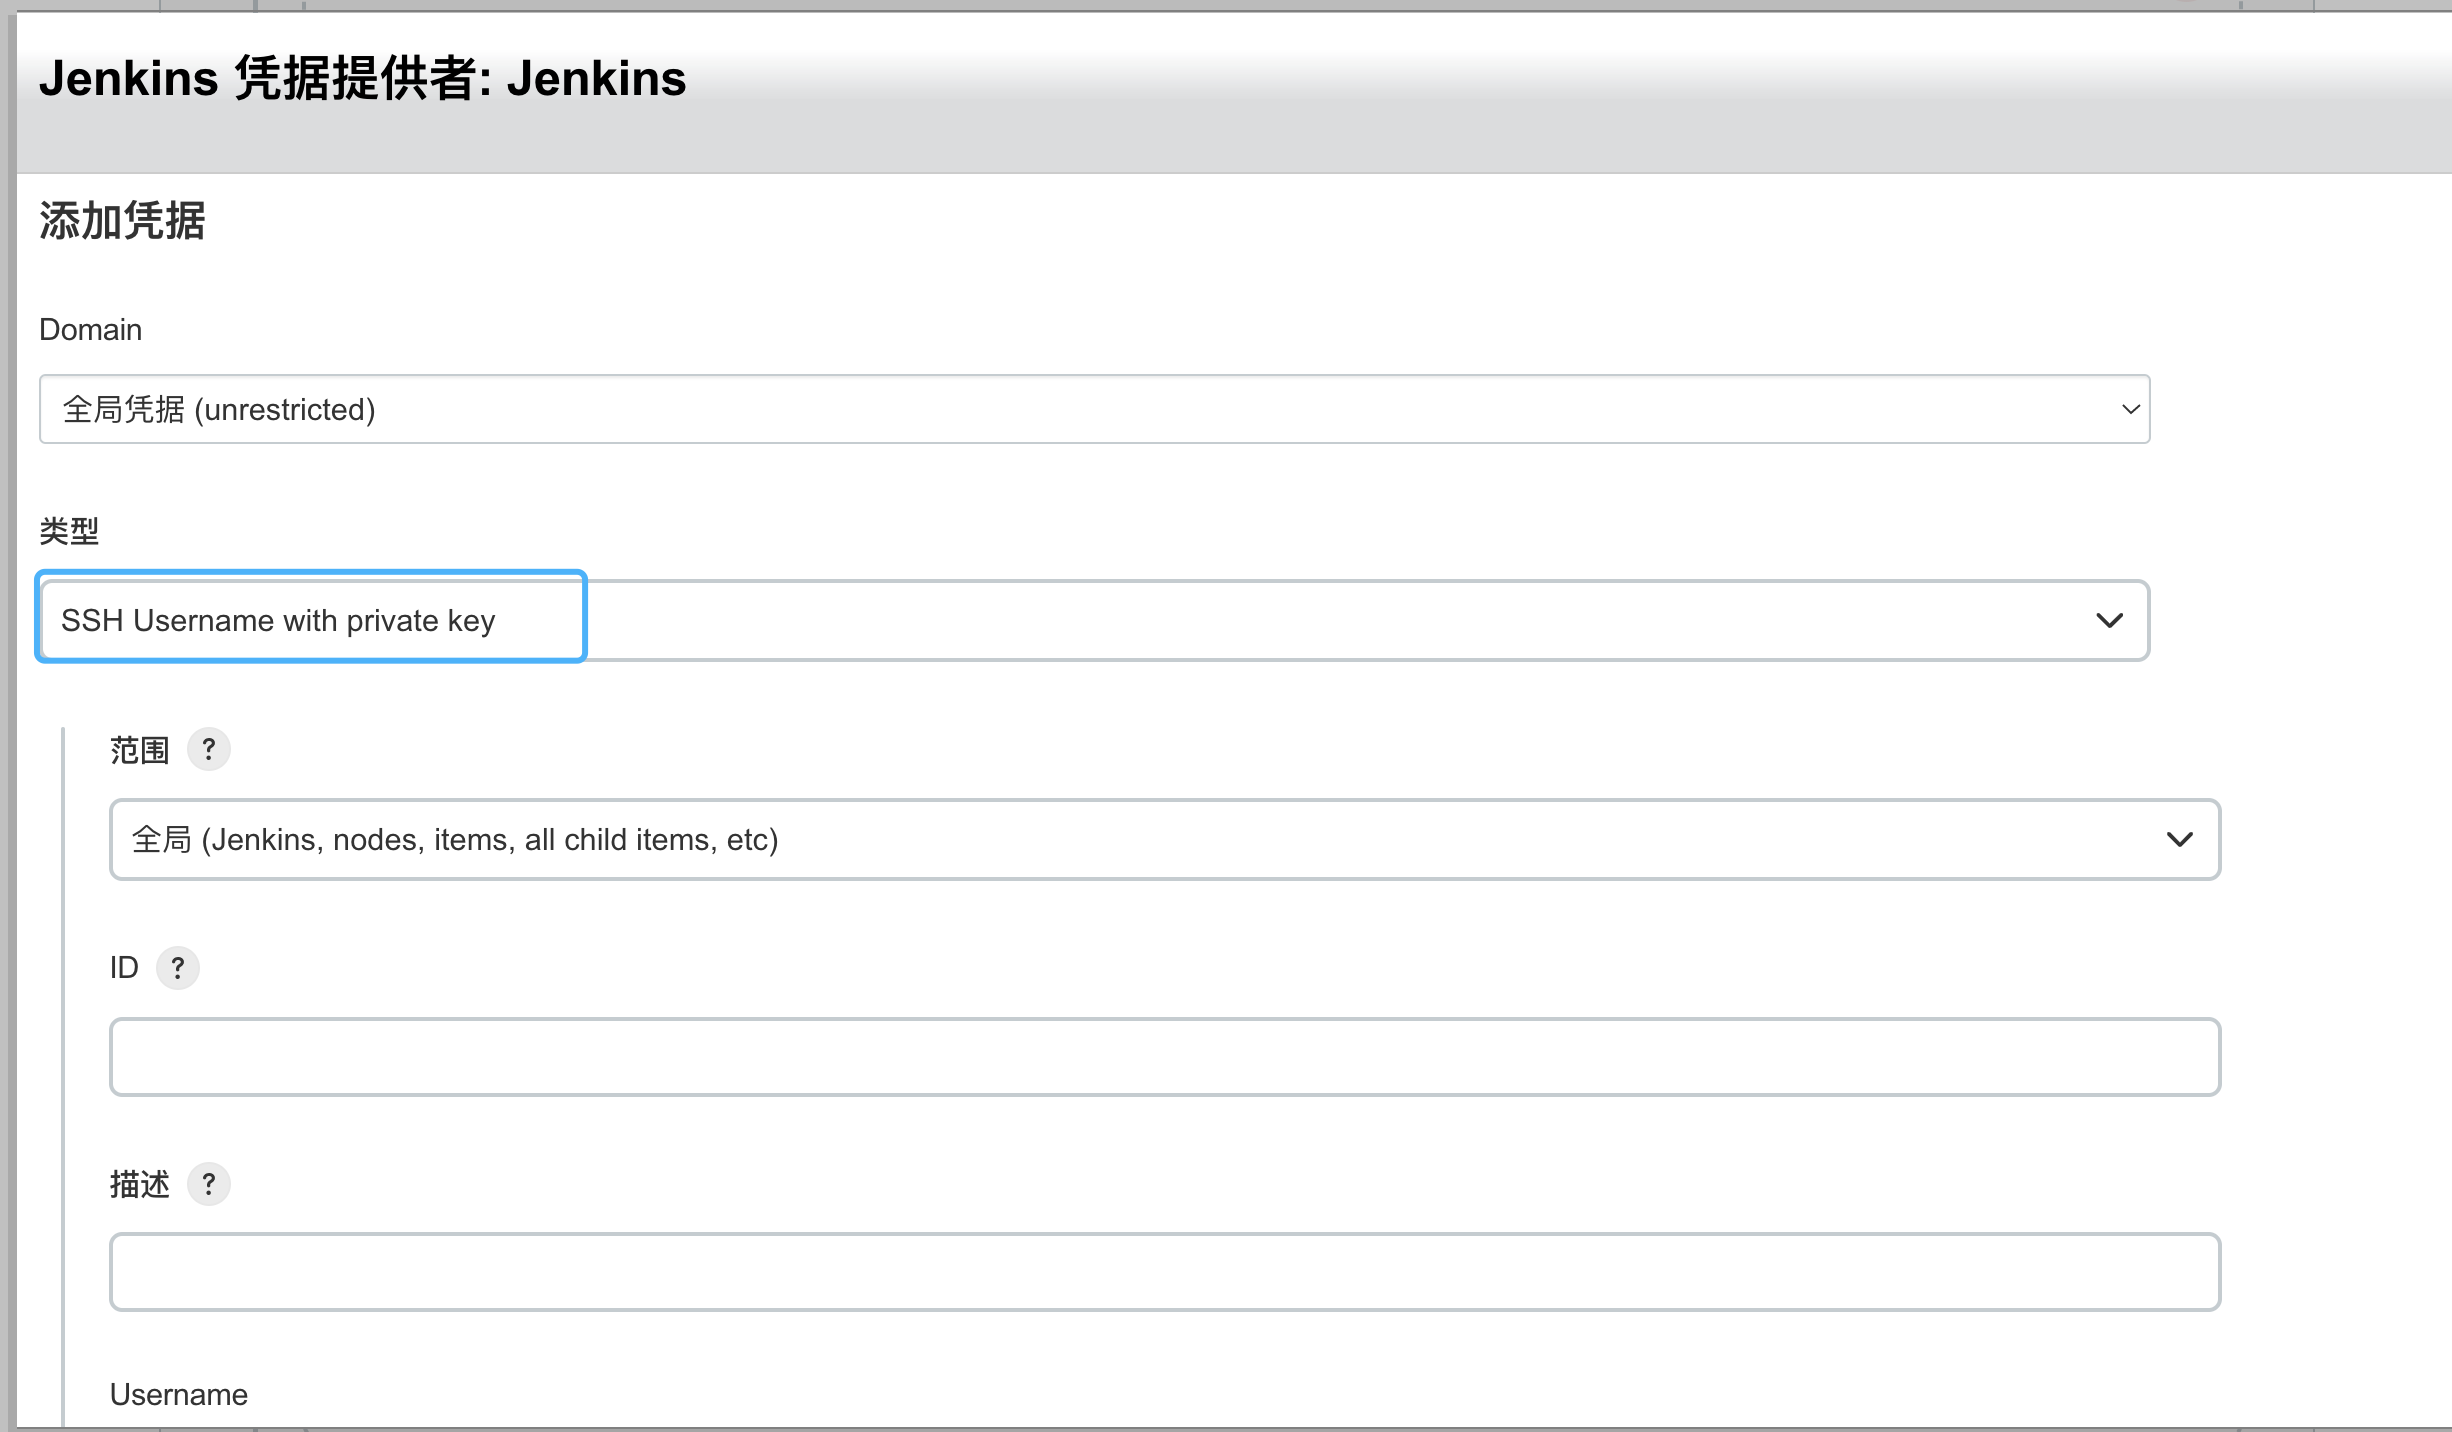 Jenkins 凭据提供者: Jenkins
添加凭据
Domain
全局凭据 (unrestricted)
类型
SSH Username with private key
范围 ?
全局 (Jenkins, nodes, items, all child items, etc)
ID ?
描述 ?
Username